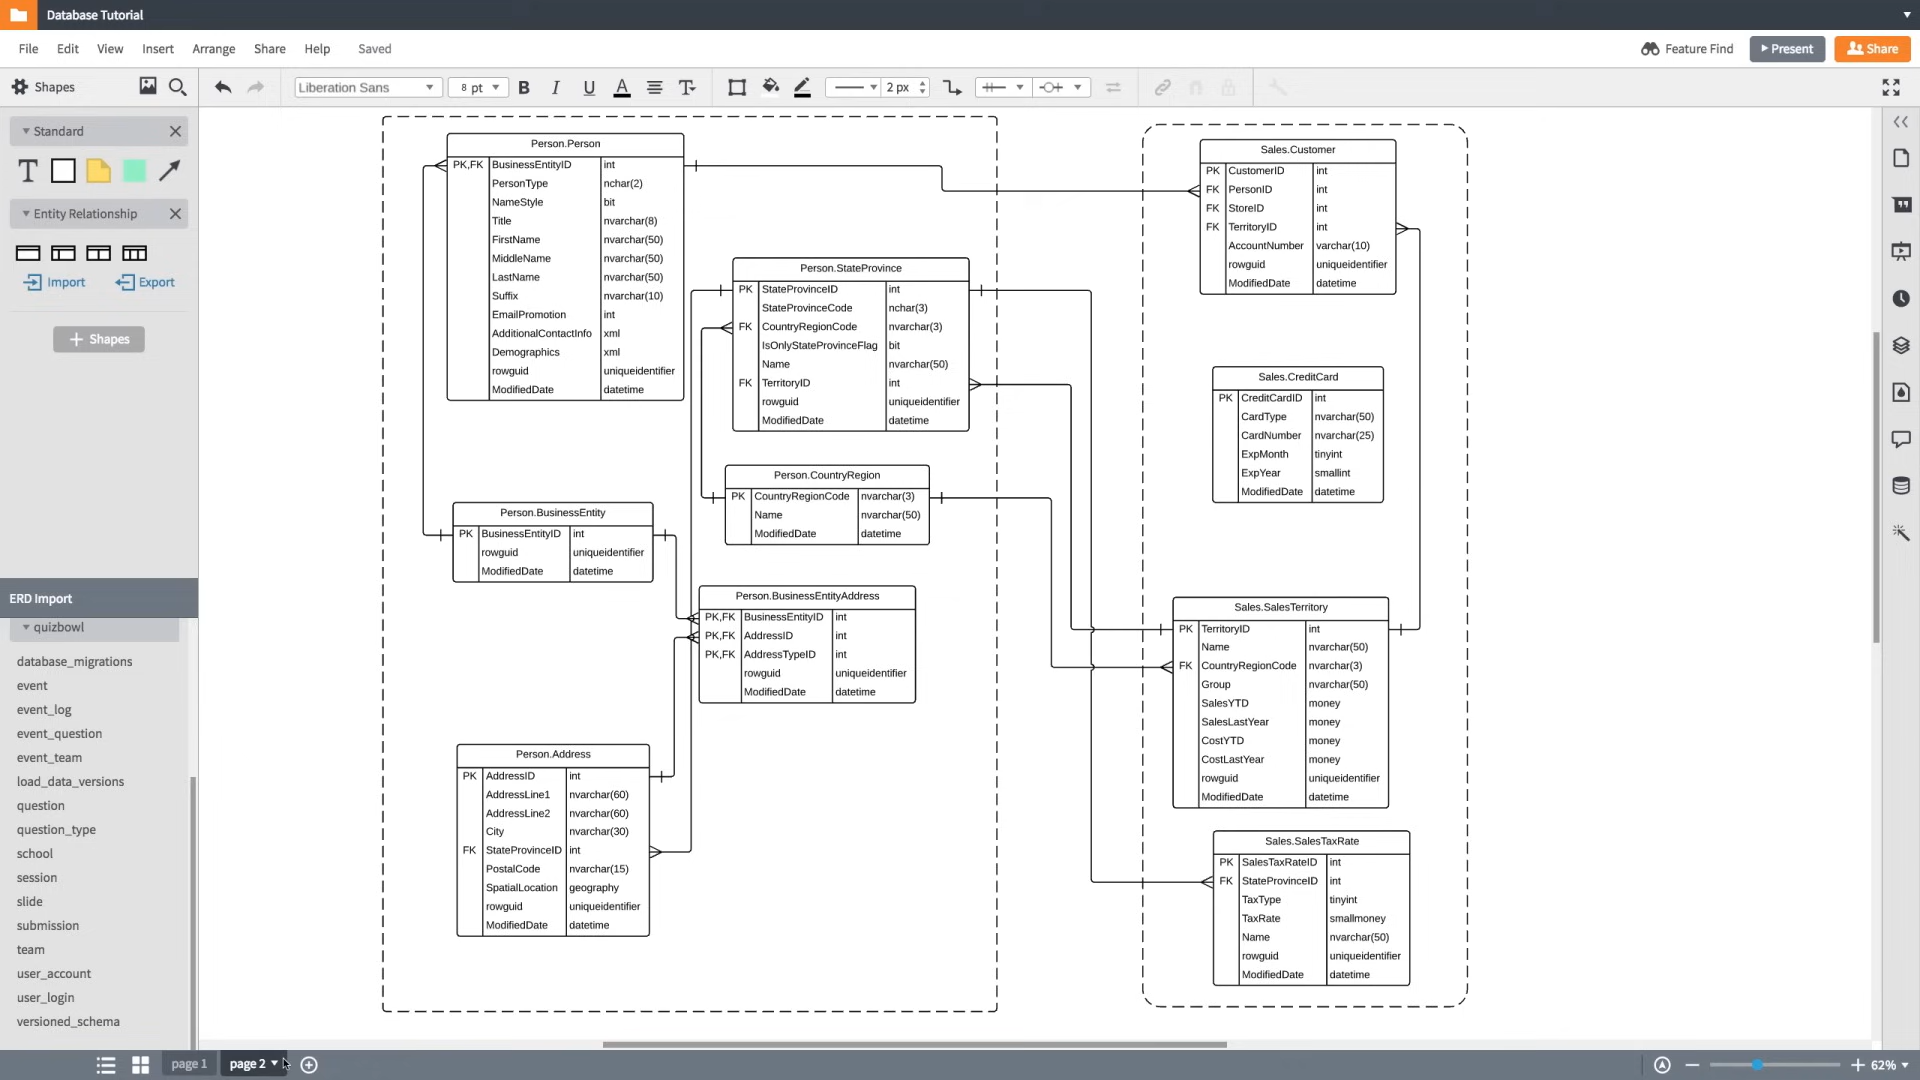 Database Tutorial
File Edit View Insert Arrange Share Help Saved
Feature Find Present Share
Shapes
Liberation Sans 8 pt B I U A T 2 px
Standard
T
Entity Relationship
Import Export
+ Shapes
ERD Import
quizbowl
database_migrations
event
event_log
event_question
event_team
load_data_versions
question
question_type
school
session
slide
submission
team
user_account
user_login
versioned_schema
Person.Person
PK,FK BusinessEntityID int
PersonType nchar(2)
NameStyle bit
Title nvarchar(8)
FirstName nvarchar(50)
MiddleName nvarchar(50)
LastName nvarchar(50)
Suffix nvarchar(10)
EmailPromotion int
AdditionalContactInfo xml
Demographics xml
rowguid uniqueidentifier
ModifiedDate datetime
Person.StateProvince
PK StateProvinceID int
StateProvinceCode nchar(3)
FK CountryRegionCode nvarchar(3)
IsOnlyStateProvinceFlag bit
Name nvarchar(50)
FK TerritoryID int
rowguid uniqueidentifier
ModifiedDate datetime
Person.CountryRegion
PK CountryRegionCode nvarchar(3)
Name nvarchar(50)
ModifiedDate datetime
Person.BusinessEntity
PK BusinessEntityID int
rowguid uniqueidentifier
ModifiedDate datetime
Person.BusinessEntityAddress
PK,FK BusinessEntityID int
PK,FK AddressID int
PK,FK AddressTypeID int
rowguid uniqueidentifier
ModifiedDate datetime
Person.Address
PK AddressID int
AddressLine1 nvarchar(60)
AddressLine2 nvarchar(60)
City nvarchar(30)
FK StateProvinceID int
PostalCode nvarchar(15)
SpatialLocation geography
rowguid uniqueidentifier
ModifiedDate datetime
Sales.Customer
PK CustomerID int
FK PersonID int
FK StoreID int
FK TerritoryID int
AccountNumber varchar(10)
rowguid uniqueidentifier
ModifiedDate datetime
Sales.CreditCard
PK CreditCardID int
CardType nvarchar(50)
CardNumber nvarchar(25)
ExpMonth tinyint
ExpYear smallint
ModifiedDate datetime
Sales.SalesTerritory
PK TerritoryID int
Name nvarchar(50)
FK CountryRegionCode nvarchar(3)
Group nvarchar(50)
SalesYTD money
SalesLastYear money
CostYTD money
CostLastYear money
rowguid uniqueidentifier
ModifiedDate datetime
Sales.SalesTaxRate
PK SalesTaxRateID int
FK StateProvinceID int
TaxType tinyint
TaxRate smallmoney
Name nvarchar(50)
rowguid uniqueidentifier
ModifiedDate datetime
page 1 page 2 62%